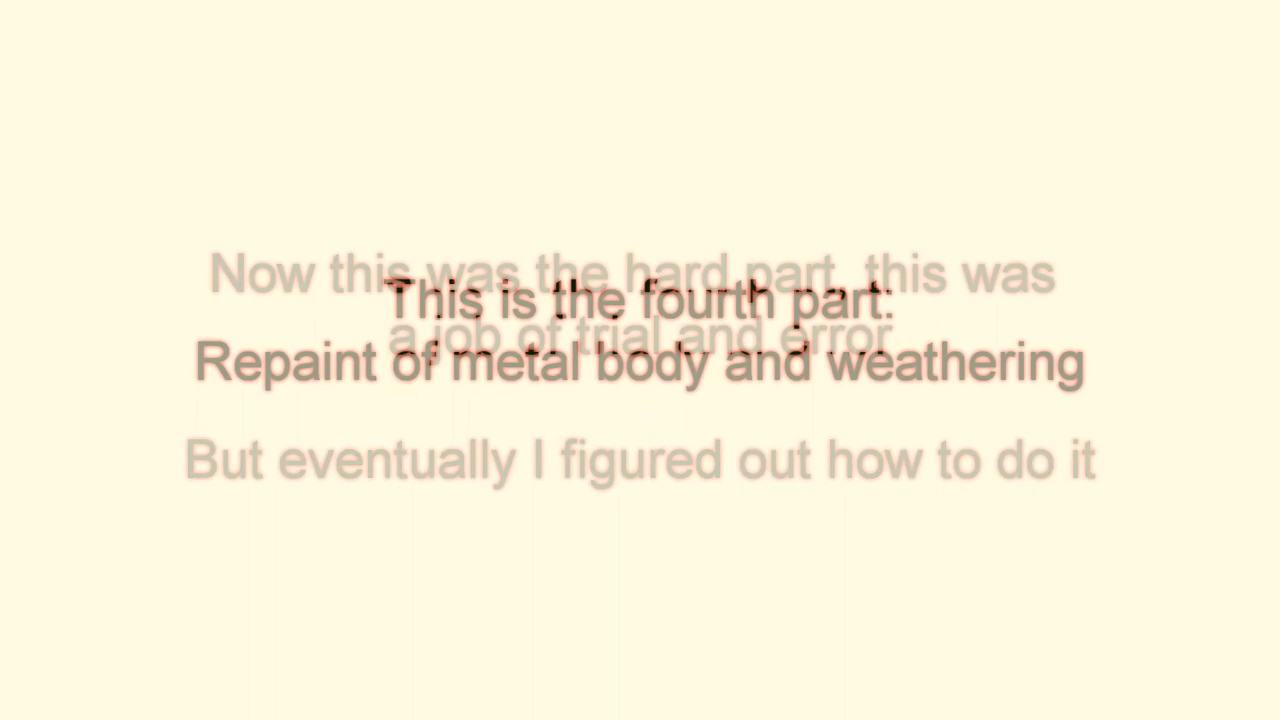 Now this was the hard part, this was
This is the fourth part:
a job of trial and error
Repaint of metal body and weathering
But eventually I figured out how to do it